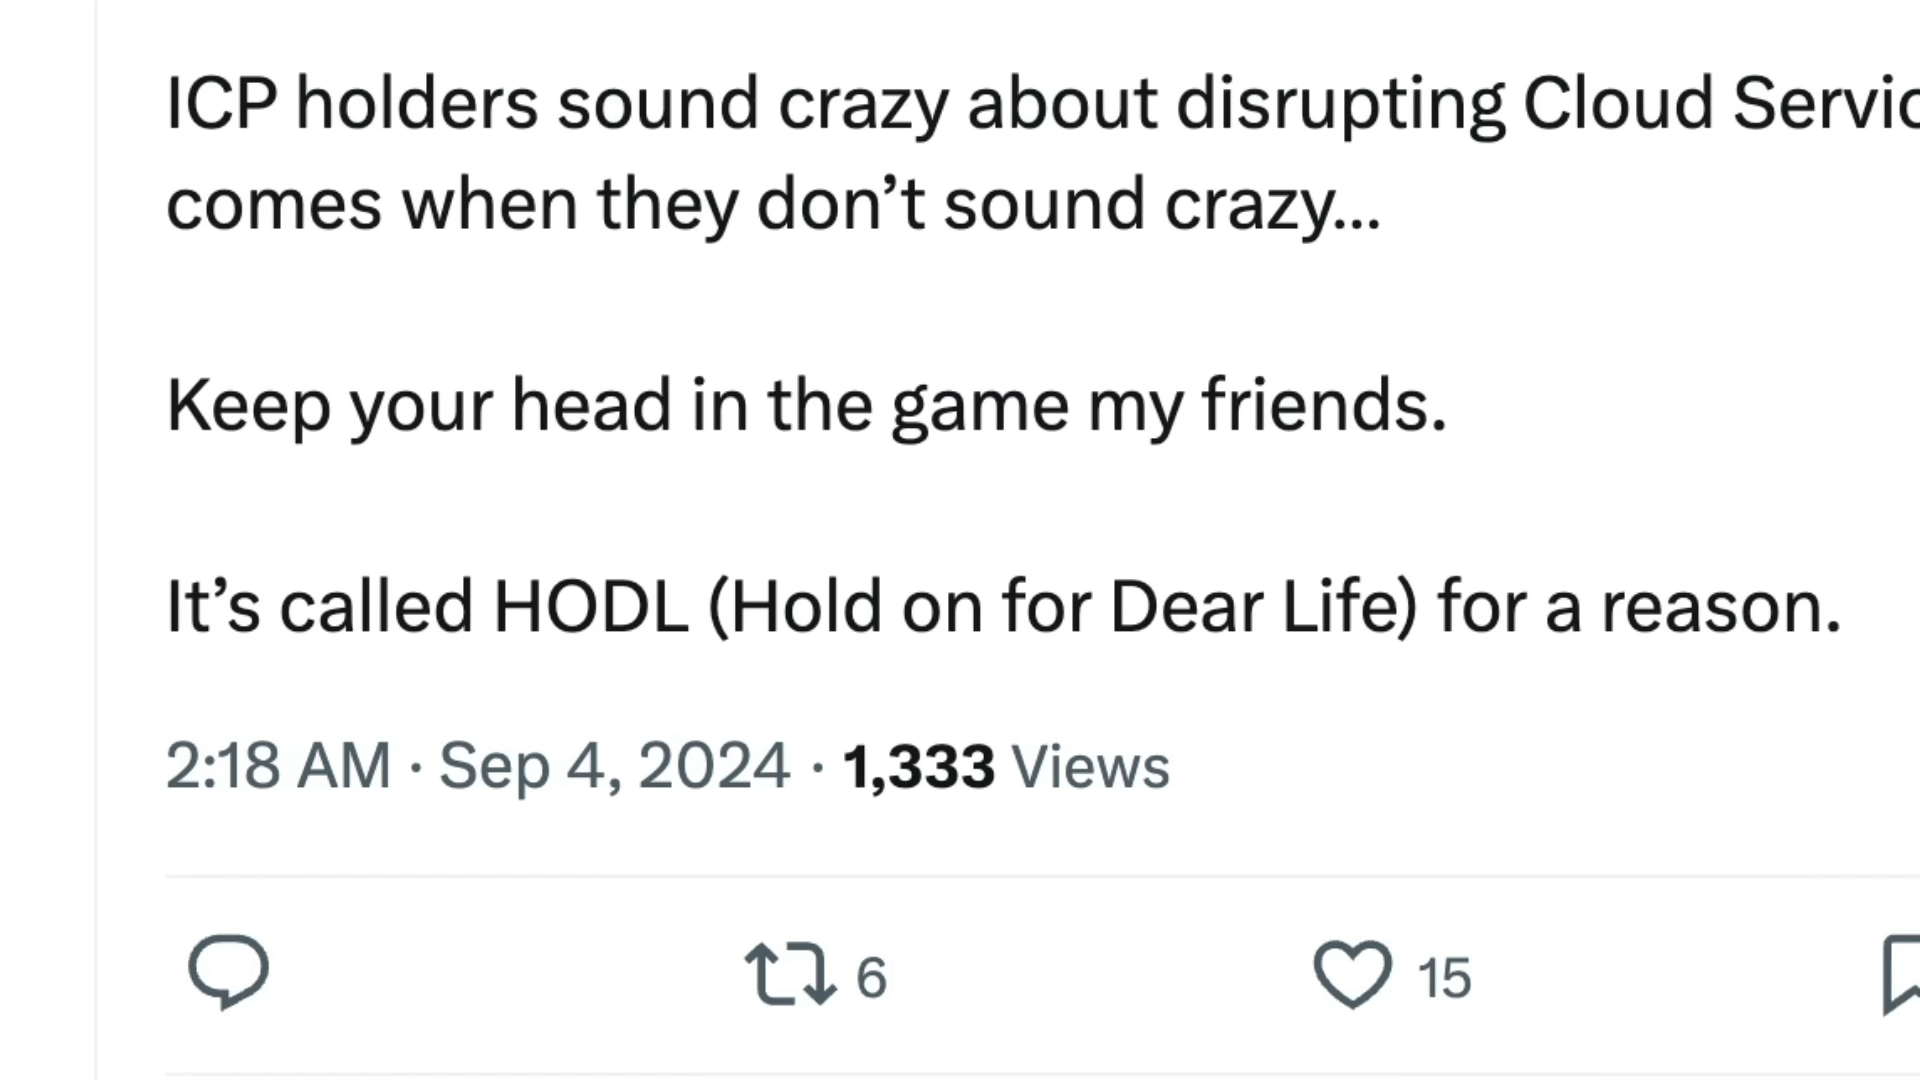 ICP holders sound crazy about disrupting Cloud
comes when they don’t sound crazy...
Keep your head in the game my friends.
It’s called HODL (Hold on for Dear Life) for a reason.
2:18 AM · Sep 4, 2024 · 1,333 Views
6 15